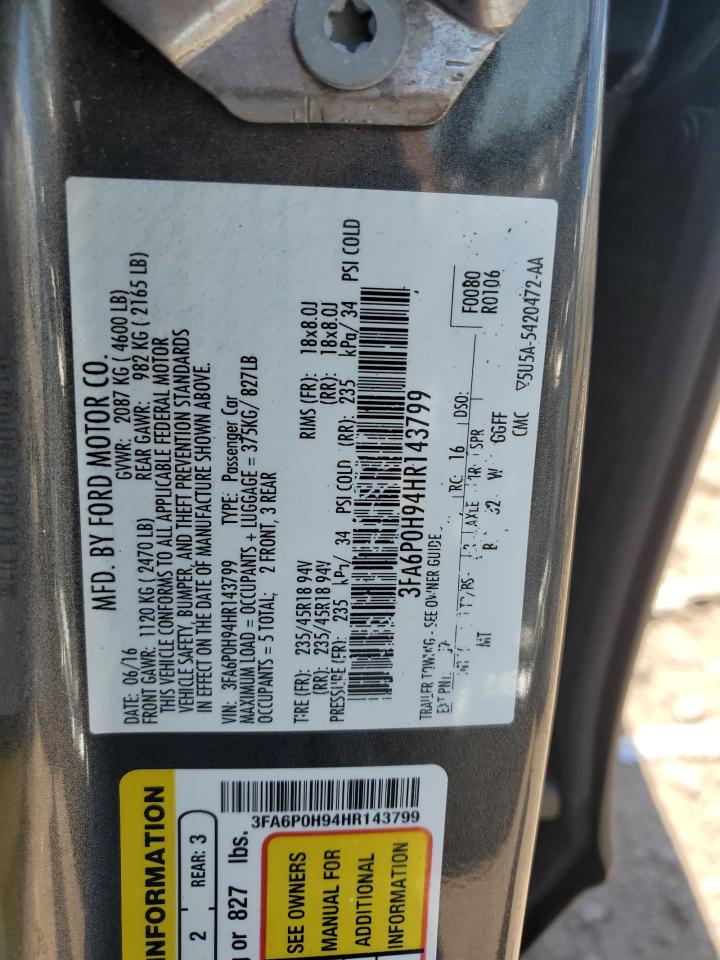 MFD. BY FORD MOTOR CO.
DATE: 06/16 GVWR: 2087 KG ( 4600 LB)
FRONT GAWR: 1120 KG ( 2470 LB) REAR GAWR: 982 KG ( 2165 LB)
THIS VEHICLE CONFORMS TO ALL APPLICABLE FEDERAL MOTOR
VEHICLE SAFETY, BUMPER, AND THEFT PREVENTION STANDARDS
IN EFFECT ON THE DATE OF MANUFACTURE SHOWN ABOVE.
VIN: 3FA6P0H94HR143799 TYPE: Passenger Car
MAXIMUM LOAD = OCCUPANTS + LUGGAGE = 375KG/ 827LB
OCCUPANTS = 5 TOTAL; 2 FRONT, 3 REAR
TIRE (FR): 235/45R18 94V RIMS (FR): 18x8.0J
(RR): 235/45R18 94V (RR): 18x8.0J
PRESSURE (FR): 235 kPa/ 34 PSI COLD (RR): 235 kPa/ 34 PSI COLD
3FA6P0H94HR143799
TRAILER TOWING - SEE OWNER GUIDE
EXT PNT: RC: 16 DSO: F0080
R0106
AXLE TR SPR
W GGFF
CMC 5U5A-5420472-AA
3FA6P0H94HR143799
INFORMATION
2 REAR: 3
or 827 lbs.
SEE OWNERS
MANUAL FOR
ADDITIONAL
INFORMATION